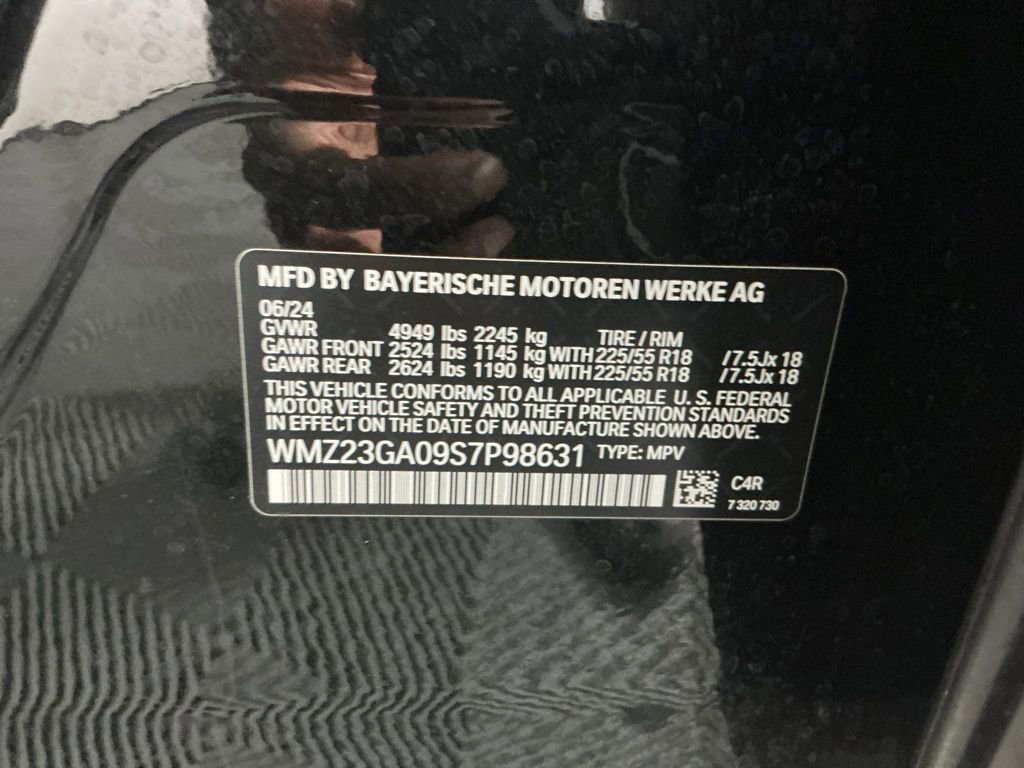 MFD BY BAYERISCHE MOTOREN WERKE AG
06/24
GVWR 4949 lbs 2245 kg TIRE / RIM
GAWR FRONT 2524 lbs 1145 kg WITH 225/55 R18 /7.5Jx 18
GAWR REAR 2624 lbs 1190 kg WITH 225/55 R18 /7.5Jx 18
THIS VEHICLE CONFORMS TO ALL APPLICABLE U. S. FEDERAL
MOTOR VEHICLE SAFETY AND THEFT PREVENTION STANDARDS
IN EFFECT ON THE DATE OF MANUFACTURE SHOWN ABOVE.
WMZ23GA09S7P98631 TYPE: MPV
C4R
7 320 730